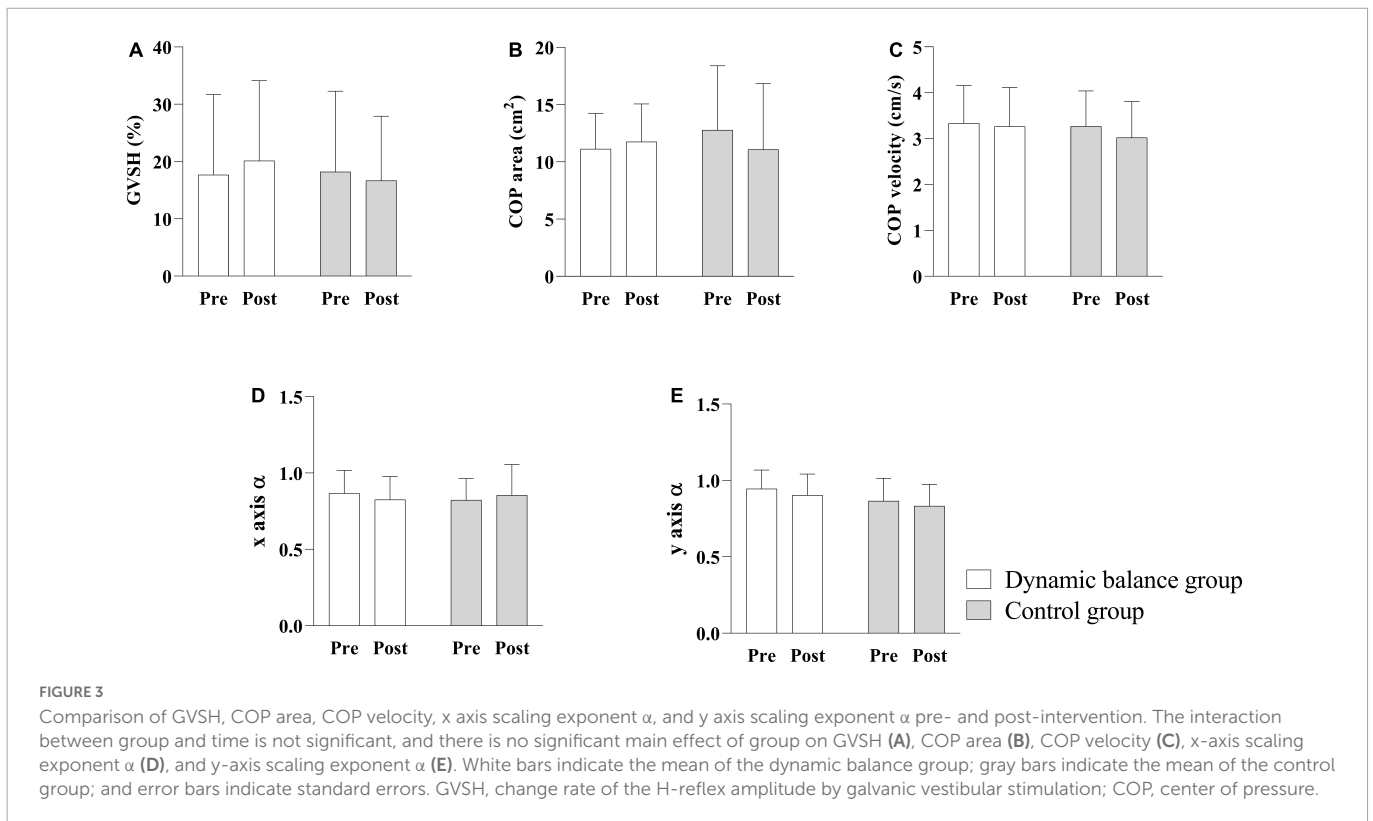 A
40
30
20
10
0
GVSH (%)
Pre Post Pre Post
B
20
15
10
5
0
COP area (cm²)
Pre Post Pre Post
C
5
4
3
2
1
0
COP velocity (cm/s)
Pre Post Pre Post
D
1.5
1.0
0.5
0.0
x axis α
Pre Post Pre Post
E
1.5
1.0
0.5
0.0
y axis α
Pre Post Pre Post
Dynamic balance group
Control group
FIGURE 3
Comparison of GVSH, COP area, COP velocity, x axis scaling exponent α, and y axis scaling exponent α pre- and post-intervention. The interaction
between group and time is not significant, and there is no significant main effect of group on GVSH (A), COP area (B), COP velocity (C), x-axis scaling
exponent α (D), and y-axis scaling exponent α (E). White bars indicate the mean of the dynamic balance group; gray bars indicate the mean of the control
group; and error bars indicate standard errors. GVSH, change rate of the H-reflex amplitude by galvanic vestibular stimulation; COP, center of pressure.